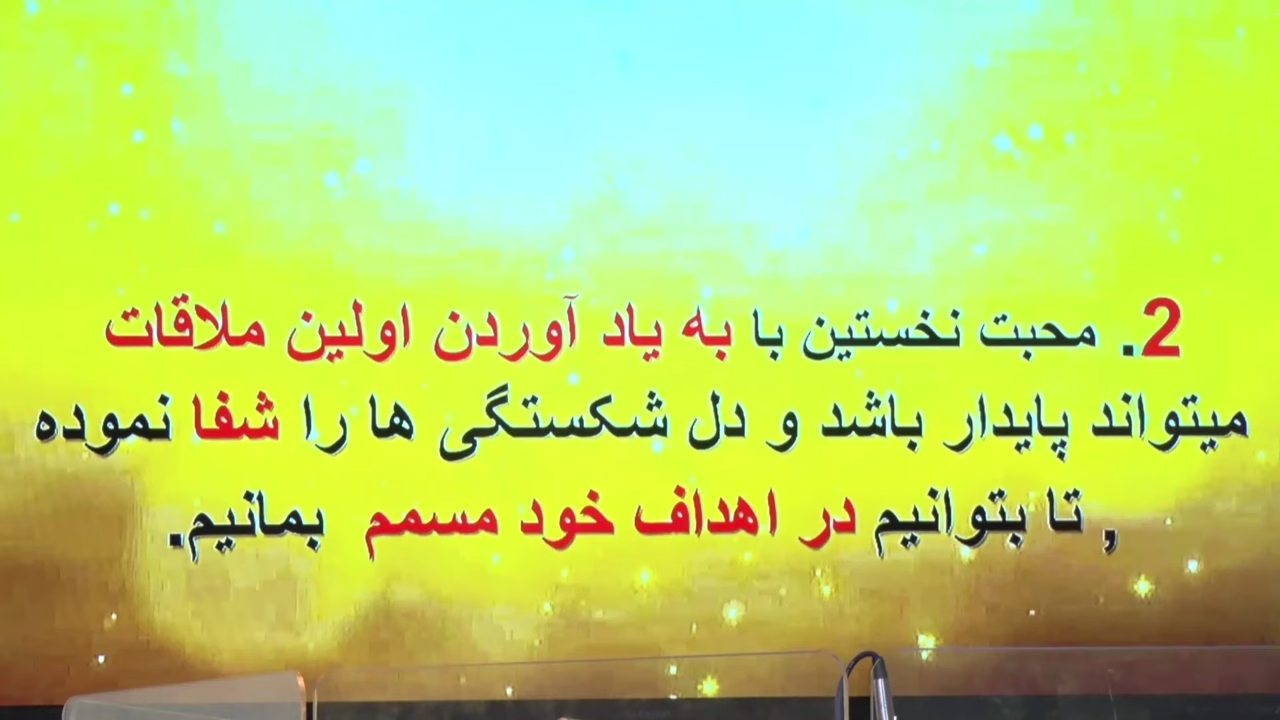 2. محبت نخستین با به یاد آوردن اولین ملاقات
میتواند پایدار باشد و دل شکستگی ها را شفا نموده
, تا بتوانیم در اهداف خود مسمم بمانیم.